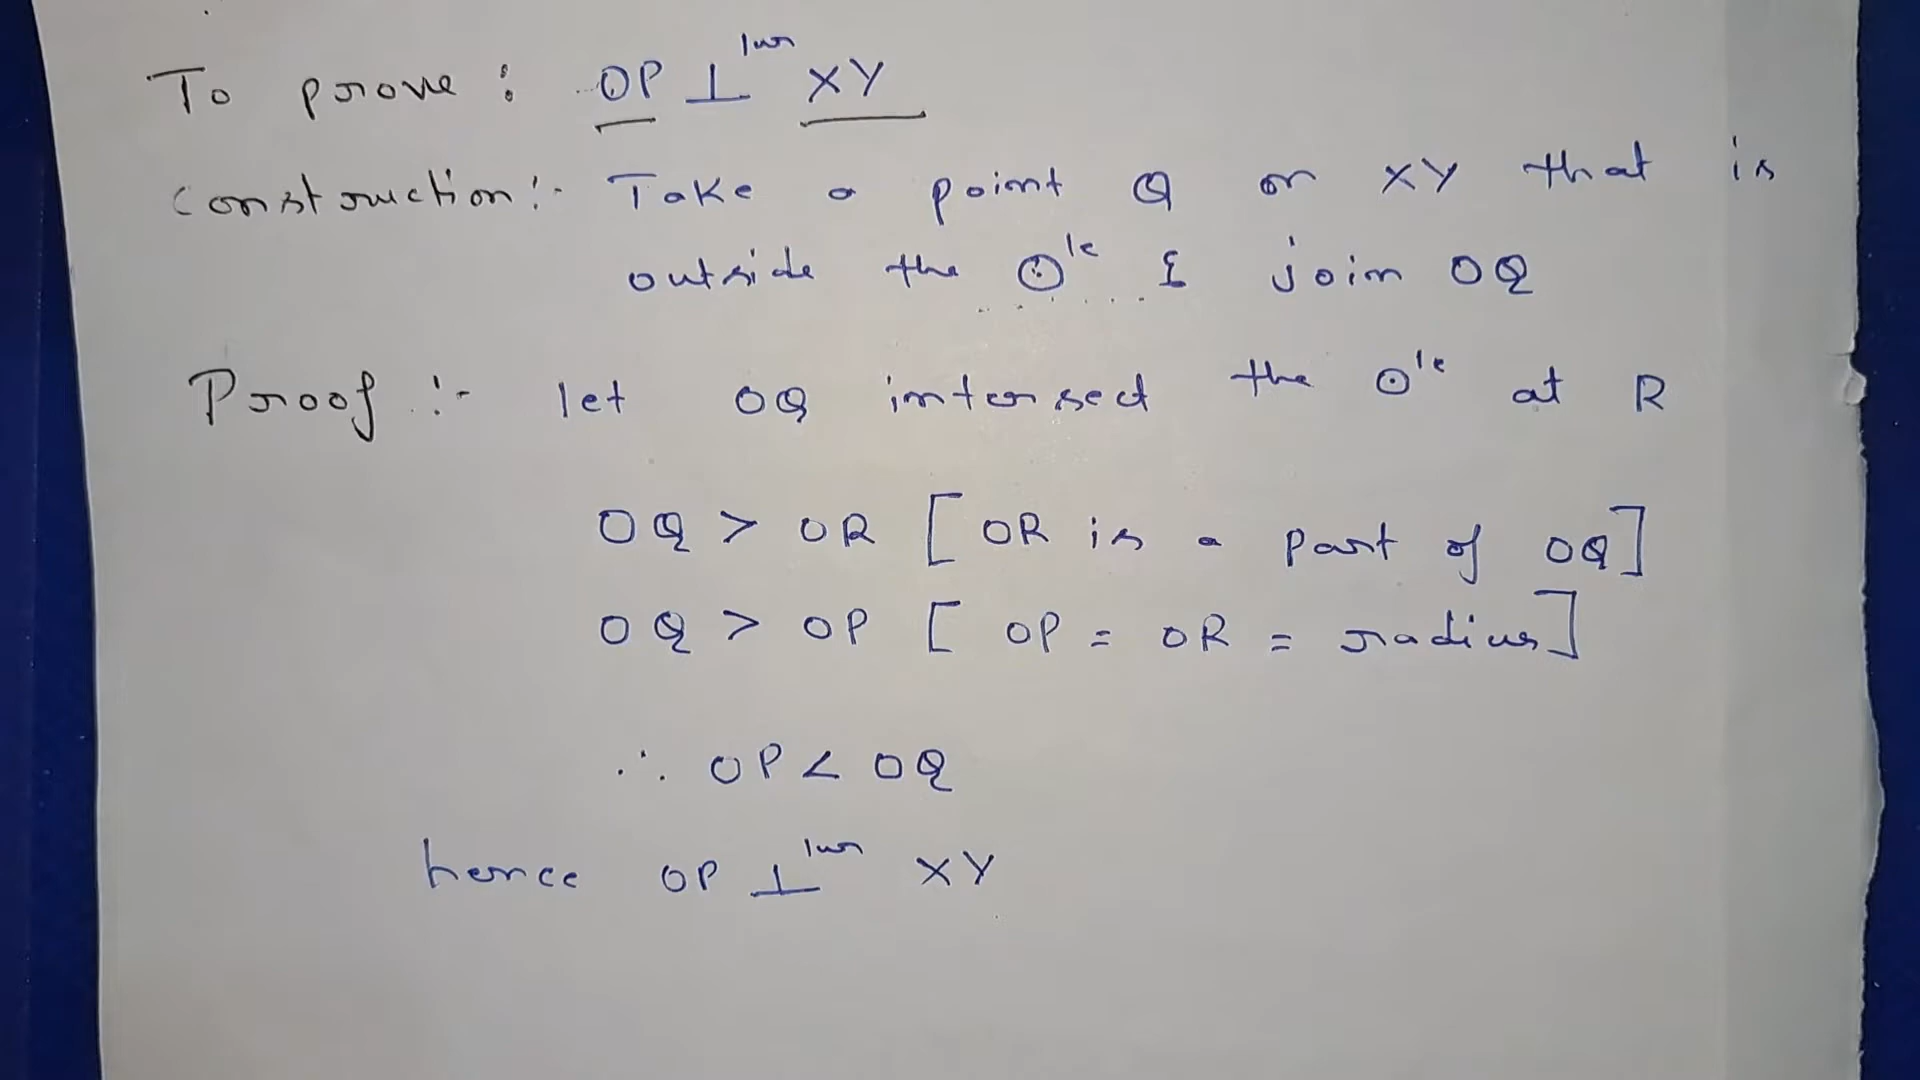 To prove : OP ⊥lar XY
Construction :- Take a point Q on XY that is
outside the ⊙le & join OQ
Proof :- let OQ intersect the ⊙le at R
OQ > OR [OR is a part of OQ]
OQ > OP [OP = OR = radius]
∴ OP < OQ
hence OP ⊥lar XY